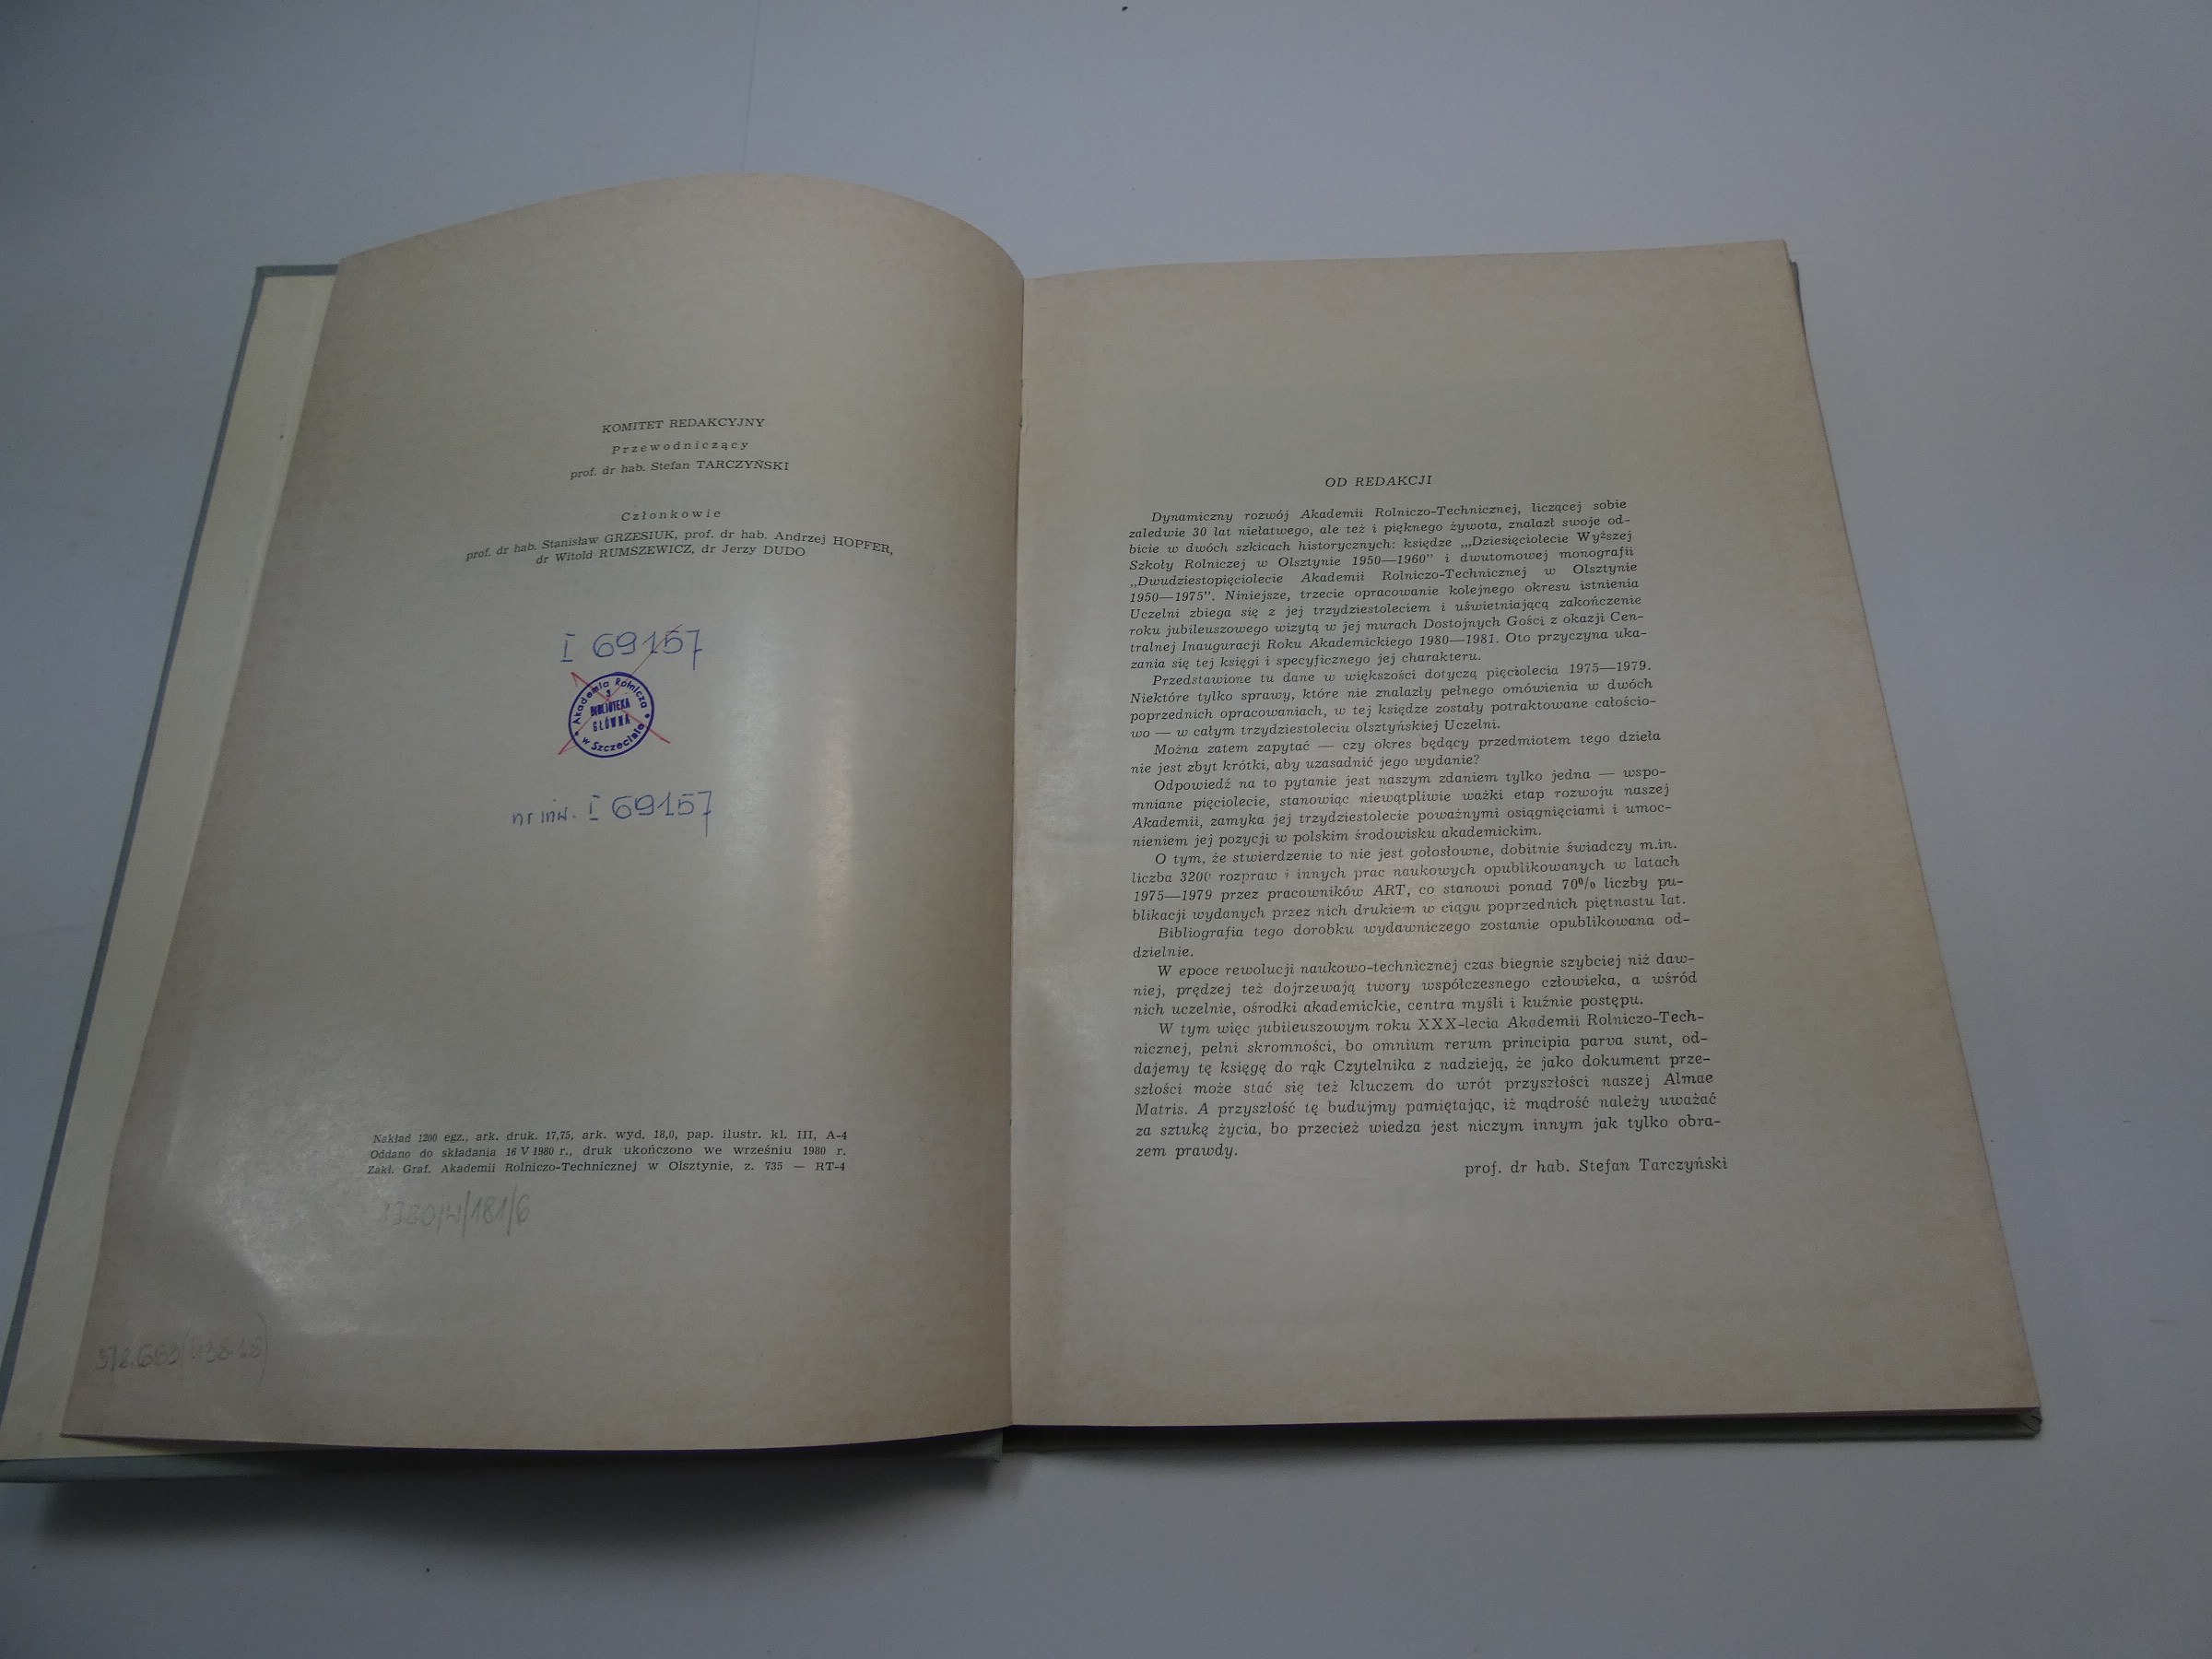 KOMITET REDAKCYJNY
Przewodniczący
prof. dr hab. Stefan TARCZYŃSKI
Członkowie
prof. dr hab. Stanisław GRZESIUK, prof. dr hab. Andrzej HOPFER,
dr Witold RUMSZEWICZ, dr Jerzy DUDO
I 69157
Akademia Rolnicza
3
BIBLIOTEKA
GŁÓWNA
w Szczecinie
nr inw. I 69157
Nakład 1200 egz., ark. druk. 17,75, ark. wyd. 18,0, pap. ilustr. kl. III, A-4
Oddano do składania 16 V 1980 r., druk ukończono we wrześniu 1980 r.
Zakł. Graf. Akademii Rolniczo-Technicznej w Olsztynie, z. 735 — RT-4
OD REDAKCJI
Dynamiczny rozwój Akademii Rolniczo-Technicznej, liczącej sobie
zaledwie 30 lat niełatwego, ale też i pięknego żywota, znalazł swoje od-
bicie w dwóch szkicach historycznych: księdze „„Dziesięciolecie Wyższej
Szkoły Rolniczej w Olsztynie 1950—1960” i dwutomowej monografii
„Dwudziestopięciolecie Akademii Rolniczo-Technicznej w Olsztynie
1950—1975”. Niniejsze, trzecie opracowanie kolejnego okresu istnienia
Uczelni zbiega się z jej trzydziestoleciem i uświetniającą zakończenie
roku jubileuszowego wizytą w jej murach Dostojnych Gości z okazji Cen-
tralnej Inauguracji Roku Akademickiego 1980—1981. Oto przyczyna uka-
zania się tej księgi i specyficznego jej charakteru.
Przedstawione tu dane w większości dotyczą pięciolecia 1975—1979.
Niektóre tylko sprawy, które nie znalazły pełnego omówienia w dwóch
poprzednich opracowaniach, w tej księdze zostały potraktowane całościo-
wo — w całym trzydziestoleciu olsztyńskiej Uczelni.
Można zatem zapytać — czy okres będący przedmiotem tego dzieła
nie jest zbyt krótki, aby uzasadnić jego wydanie?
Odpowiedź na to pytanie jest naszym zdaniem tylko jedna — wspo-
mniane pięciolecie, stanowiąc niewątpliwie ważki etap rozwoju naszej
Akademii, zamyka jej trzydziestolecie poważnymi osiągnięciami i umoc-
nieniem jej pozycji w polskim środowisku akademickim.
O tym, że stwierdzenie to nie jest gołosłowne, dobitnie świadczy m.in.
liczba 3200 rozpraw i innych prac naukowych opublikowanych w latach
1975—1979 przez pracowników ART, co stanowi ponad 70% liczby pu-
blikacji wydanych przez nich drukiem w ciągu poprzednich piętnastu lat.
Bibliografia tego dorobku wydawniczego zostanie opublikowana od-
dzielnie.
W epoce rewolucji naukowo-technicznej czas biegnie szybciej niż daw-
niej, prędzej też dojrzewają twory współczesnego człowieka, a wśród
nich uczelnie, ośrodki akademickie, centra myśli i kuźnie postępu.
W tym więc jubileuszowym roku XXX-lecia Akademii Rolniczo-Tech-
nicznej, pełni skromności, bo omnium rerum principia parva sunt, od-
dajemy tę księgę do rąk Czytelnika z nadzieją, że jako dokument prze-
szłości może stać się też kluczem do wrót przyszłości naszej Almae
Matris. A przyszłość tę budujmy pamiętając, iż mądrość należy uważać
za sztukę życia, bo przecież wiedza jest niczym innym jak tylko obra-
zem prawdy.
prof. dr hab. Stefan Tarczyński